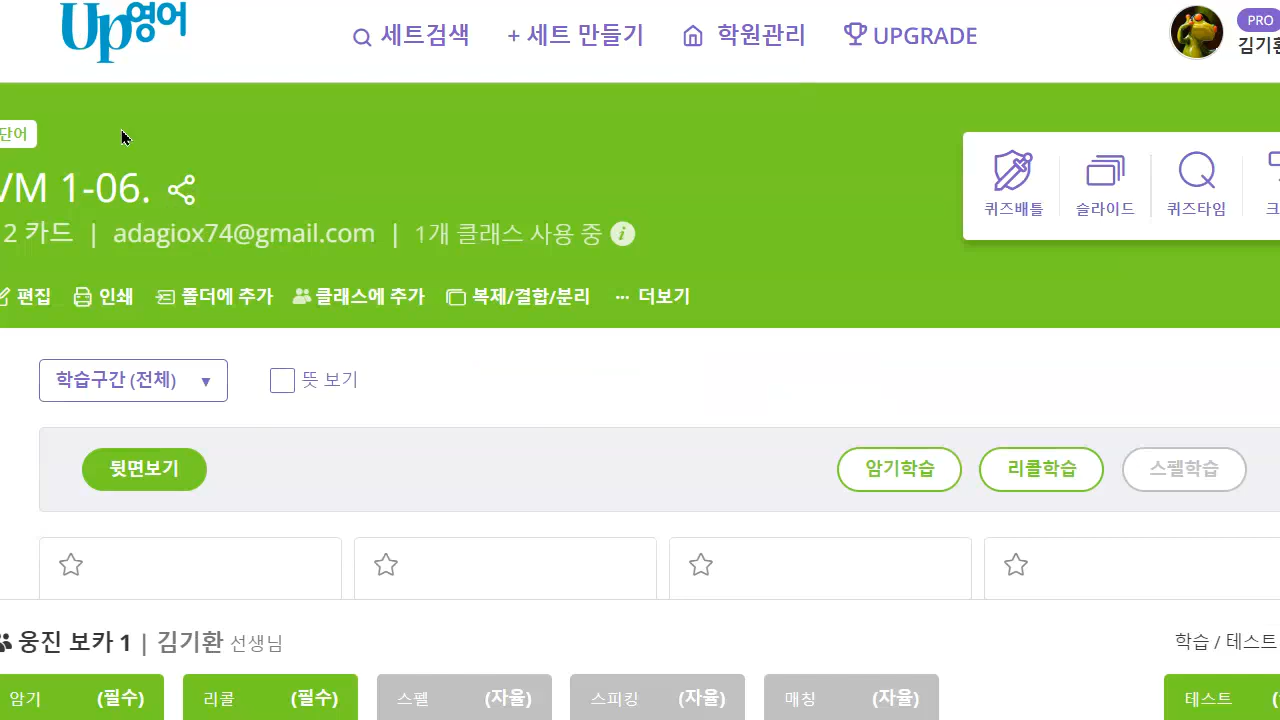 Up영어
세트검색 + 세트 만들기 학원관리 UPGRADE
PRO
단어
VM 1-06.
2 카드 | adagiox74@gmail.com | 1개 클래스 사용 중 i
퀴즈배틀 슬라이드 퀴즈타임
편집 인쇄 폴더에 추가 클래스에 추가 복제/결합/분리 ··· 더보기
학습구간 (전체) ▼ 뜻 보기
뒷면보기 암기학습 리콜학습 스펠학습
웅진 보카 1 | 김기환 선생님 학습 / 테스트
암기 (필수) 리콜 (필수) 스펠 (자율) 스피킹 (자율) 매칭 (자율) 테스트